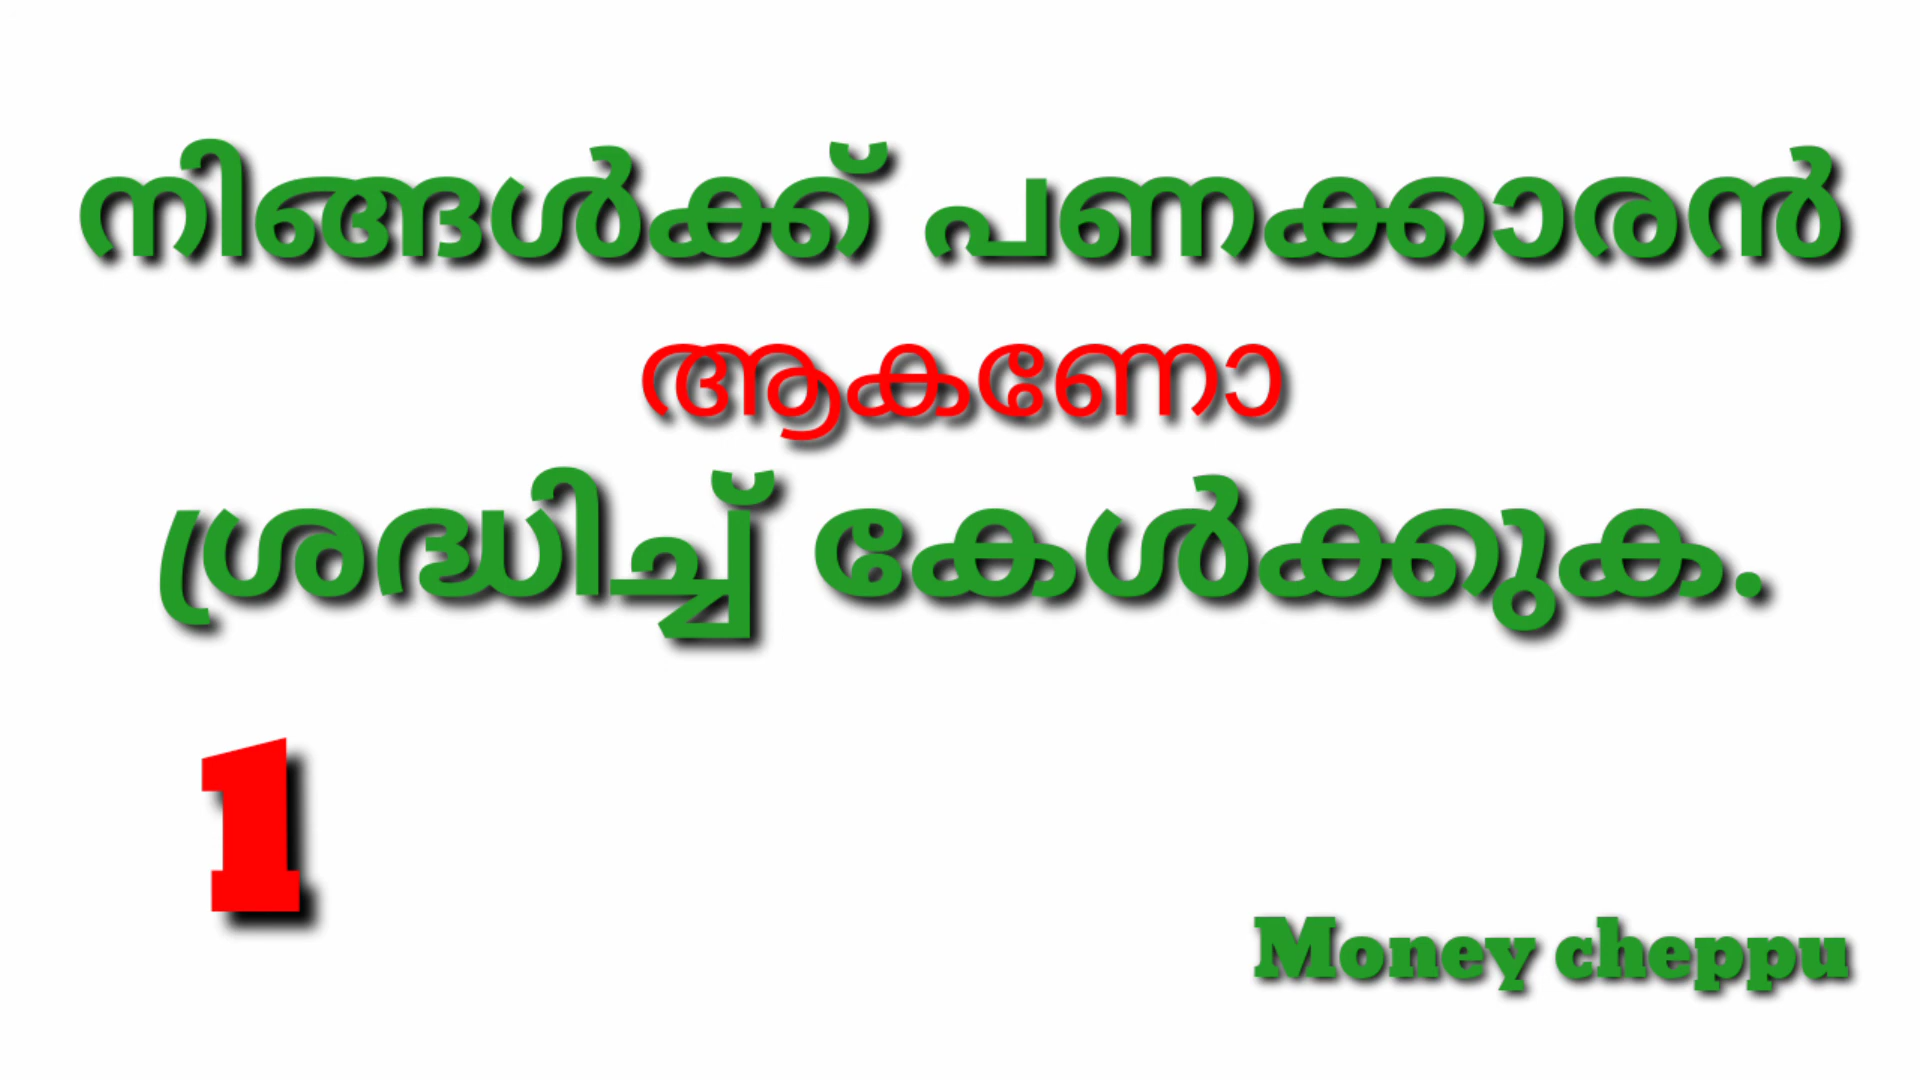 നിങ്ങൾക്ക് പണക്കാരൻ
ആകണോ
ശ്രദ്ധിച്ച് കേൾക്കുക.
1
Money cheppu